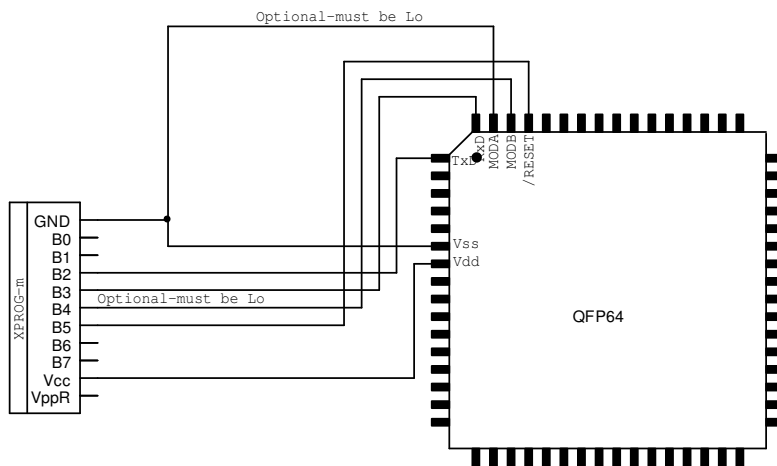 Optional-must be Lo
RxD
MODA
MODB
/RESET
TxD
XPROG-m
GND
B0
B1
B2
B3
Optional-must be Lo
B4
B5
B6
B7
Vcc
VppR
Vss
Vdd
QFP64